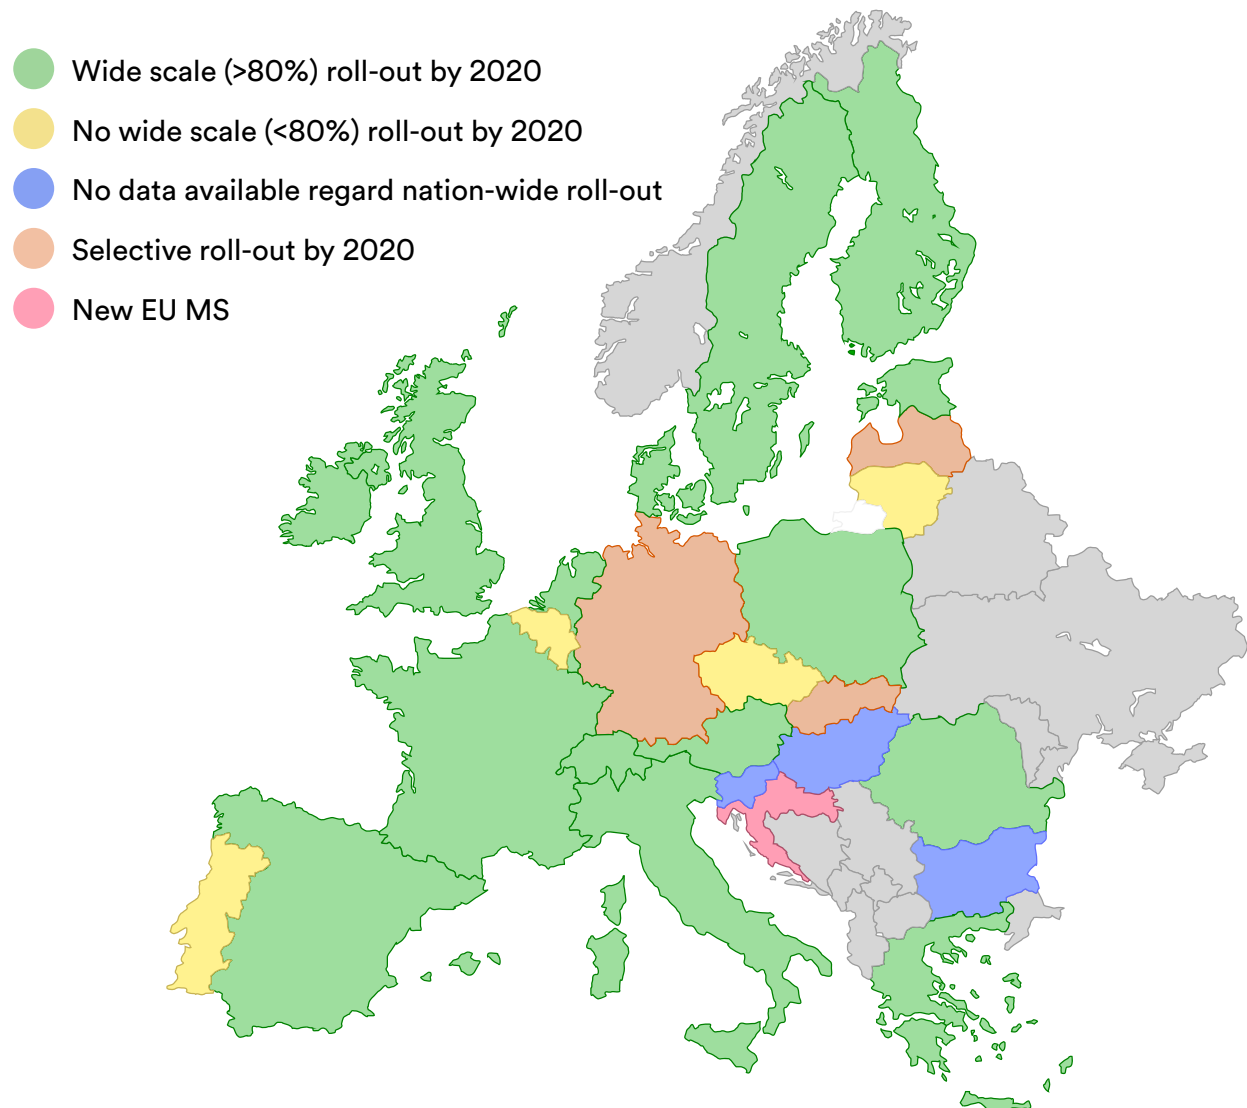 Wide scale (>80%) roll-out by 2020
No wide scale (<80%) roll-out by 2020
No data available regard nation-wide roll-out
Selective roll-out by 2020
New EU MS